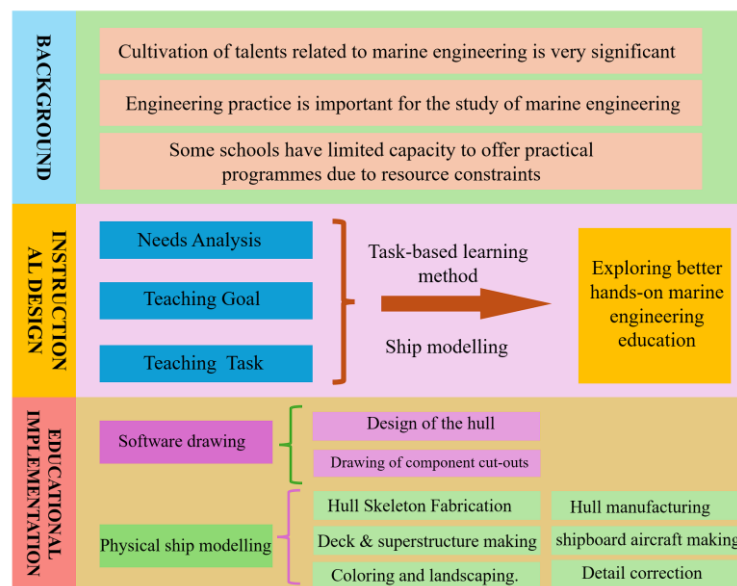 BACKGROUND
Cultivation of talents related to marine engineering is very significant
Engineering practice is important for the study of marine engineering
Some schools have limited capacity to offer practical
programmes due to resource constraints
INSTRUCTION
AL DESIGN
Needs Analysis
Teaching Goal
Teaching Task
Task-based learning
method
Ship modelling
Exploring better
hands-on marine
engineering
education
EDUCATIONAL
IMPLEMENTATION
Software drawing
Design of the hull
Drawing of component cut-outs
Physical ship modelling
Hull Skeleton Fabrication
Deck & superstructure making
Coloring and landscaping.
Hull manufacturing
shipboard aircraft making
Detail correction